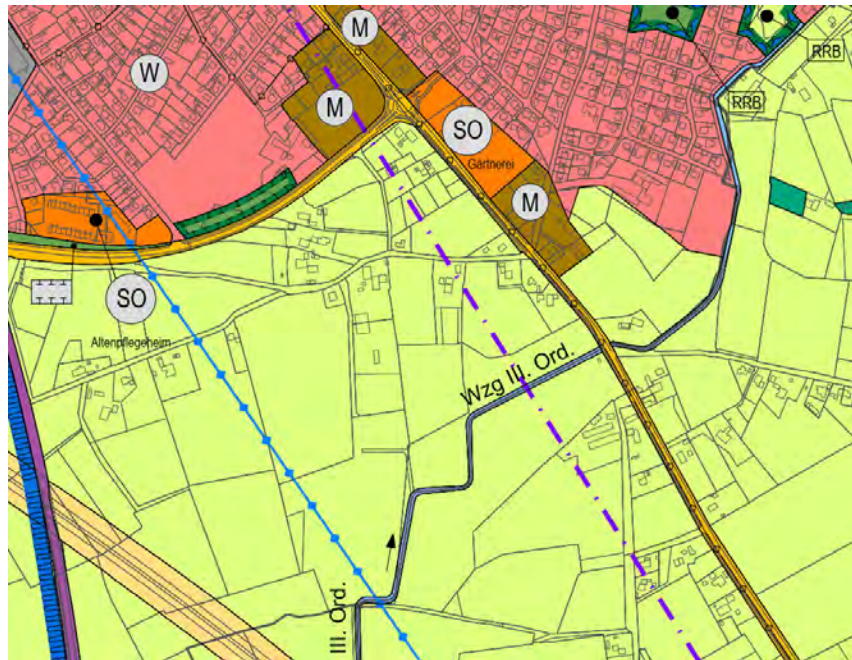 M
RRB
W
RRB
M
SO
Gärtnerei
M
SO
Altenpflegeheim
Wzg III. Ord.
III. Ord.